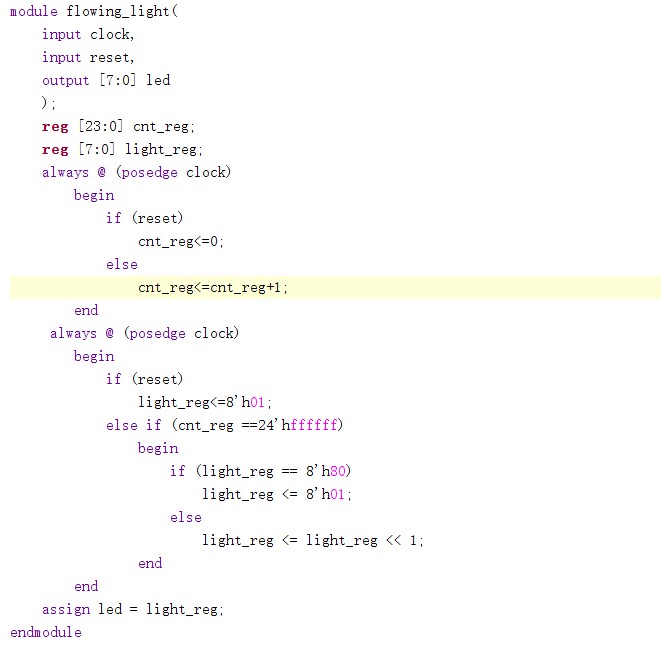 module flowing_light(
    input clock,
    input reset,
    output [7:0] led
    );
    reg [23:0] cnt_reg;
    reg [7:0] light_reg;
    always @ (posedge clock)
        begin
            if (reset)
                cnt_reg<=0;
            else
                cnt_reg<=cnt_reg+1;
        end
     always @ (posedge clock)
        begin
            if (reset)
                light_reg<=8'h01;
            else if (cnt_reg ==24'hffffff)
                begin
                    if (light_reg == 8'h80)
                        light_reg <= 8'h01;
                    else
                        light_reg <= light_reg << 1;
                end
        end
    assign led = light_reg;
endmodule